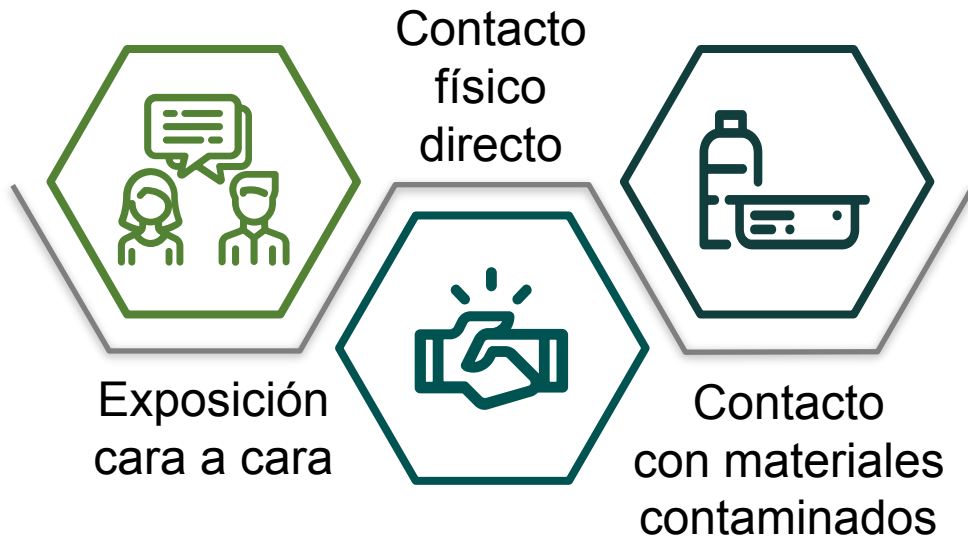 Contacto
físico
directo
Exposición
cara a cara
Contacto
con materiales
contaminados